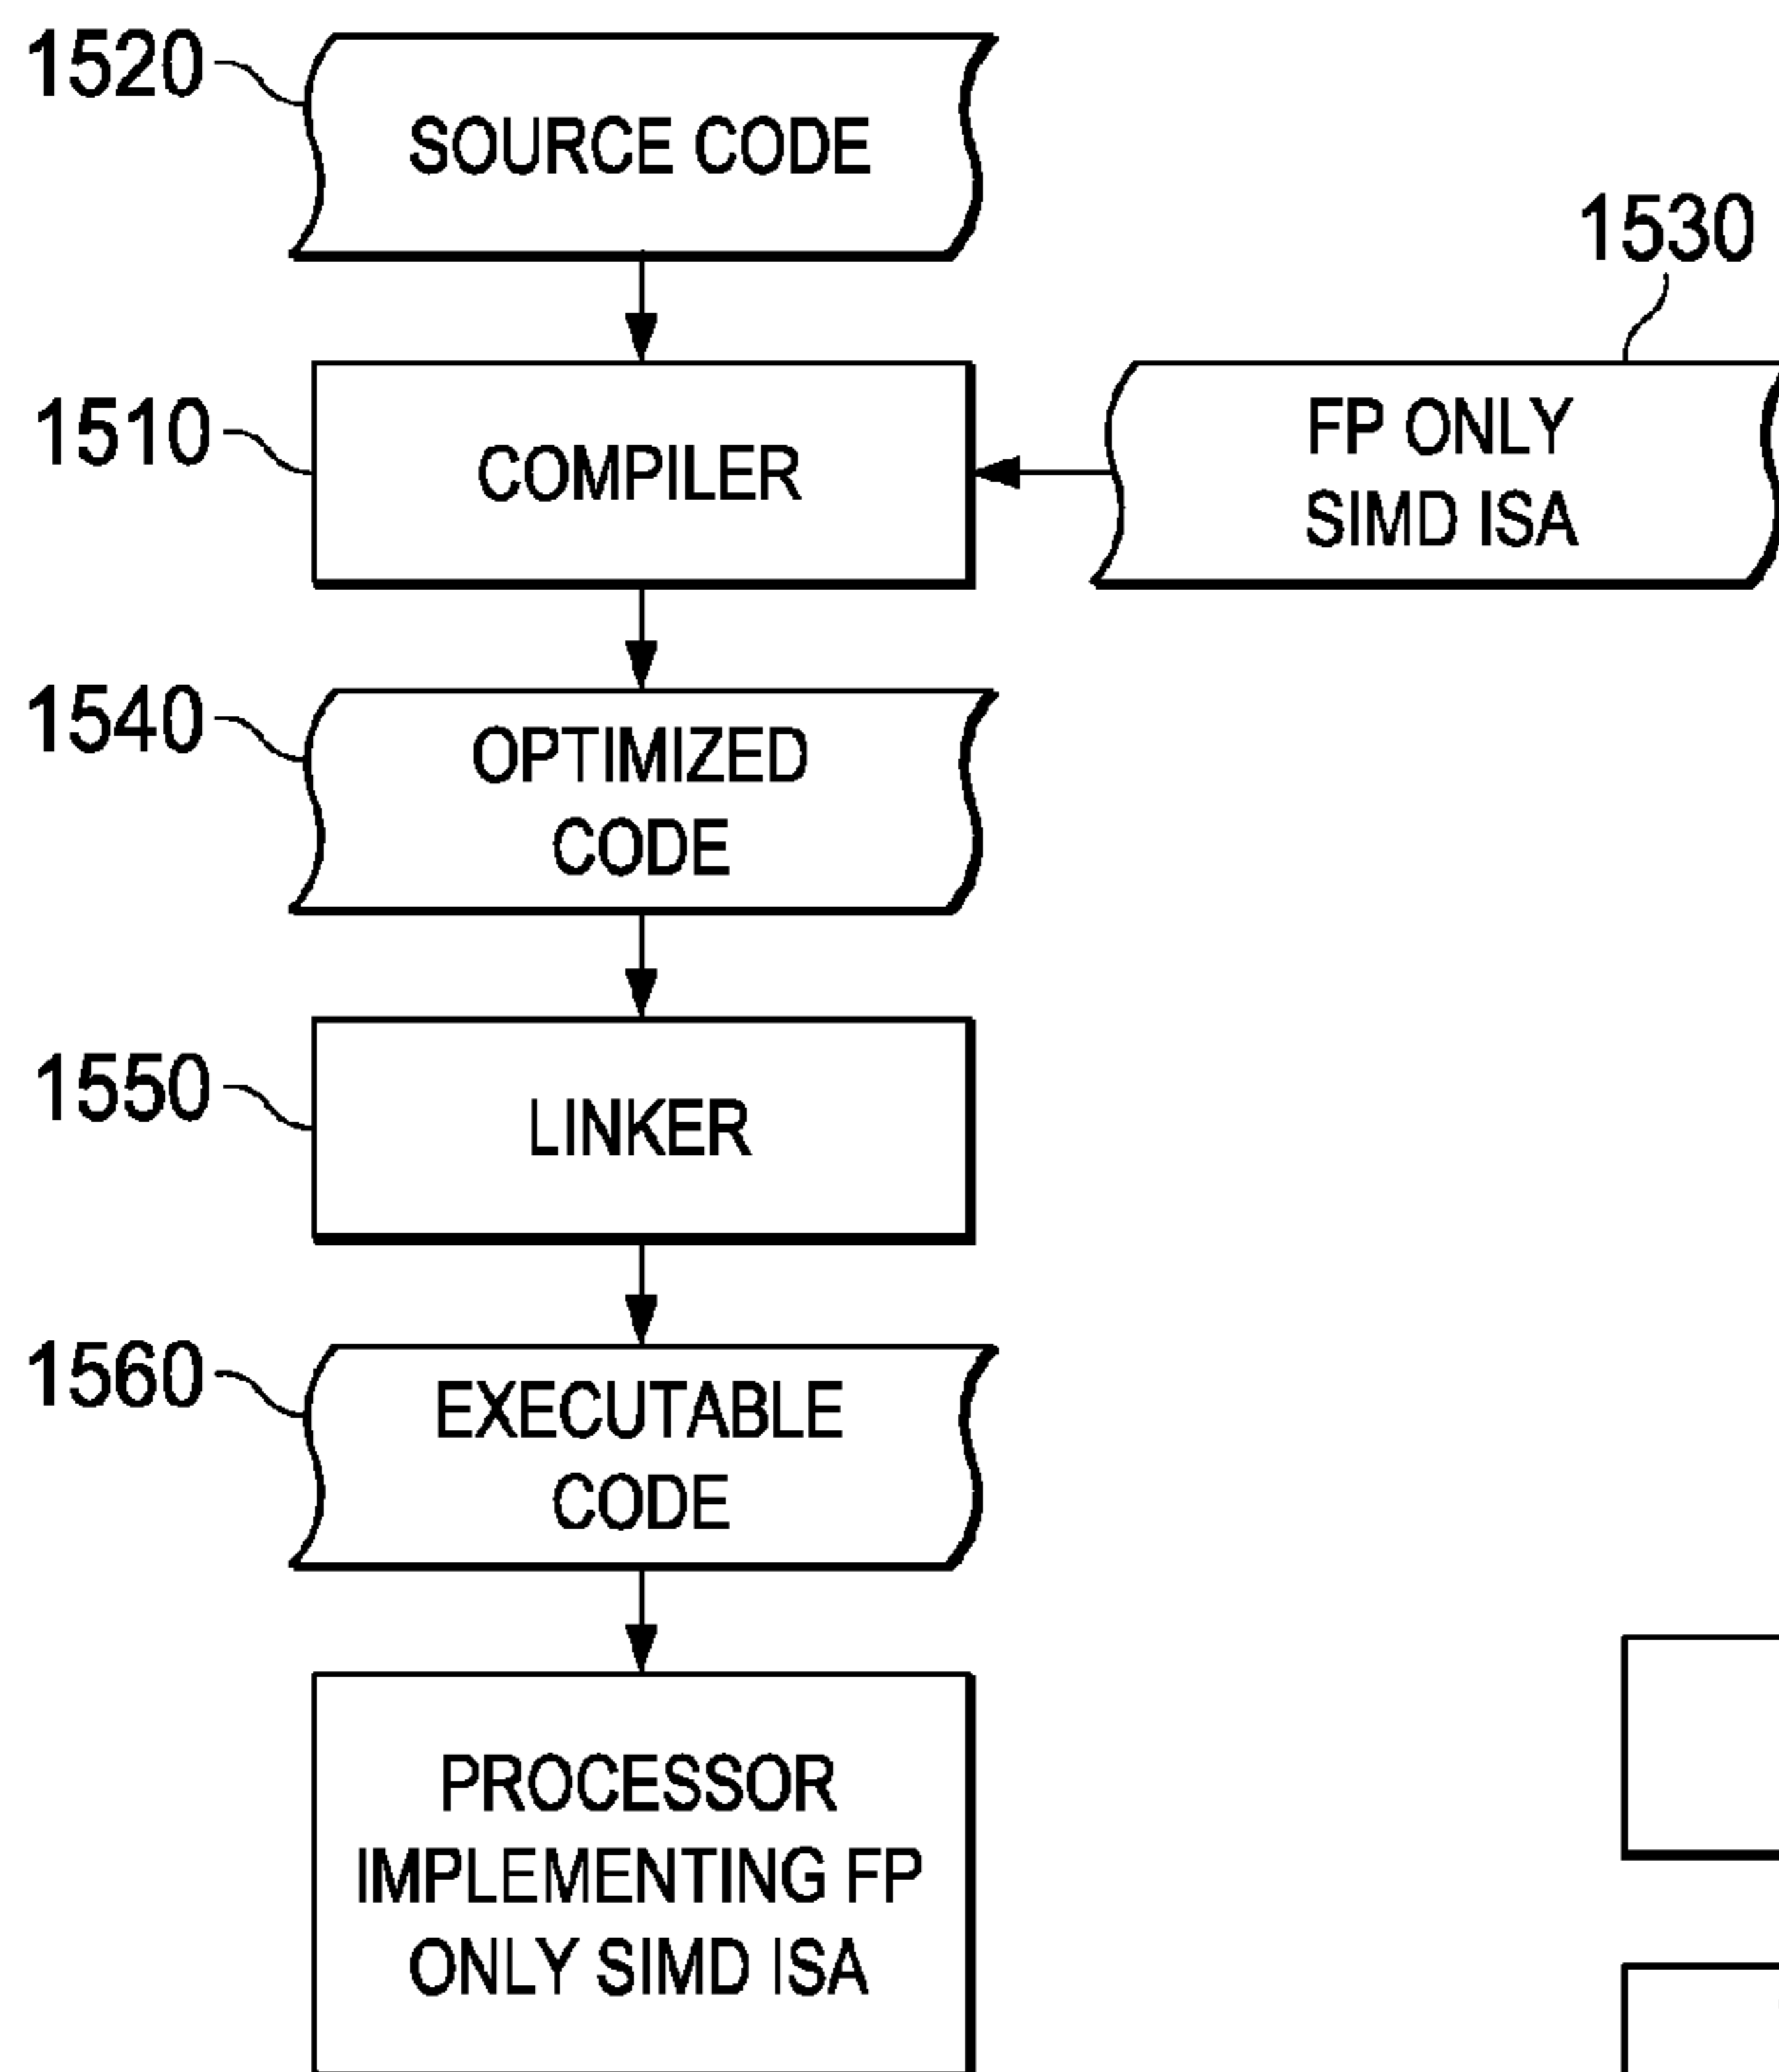 1520
SOURCE CODE
1530
1510
COMPILER
FP ONLY
SIMD ISA
1540
OPTIMIZED
CODE
1550
LINKER
1560
EXECUTABLE
CODE
PROCESSOR
IMPLEMENTING FP
ONLY SIMD ISA